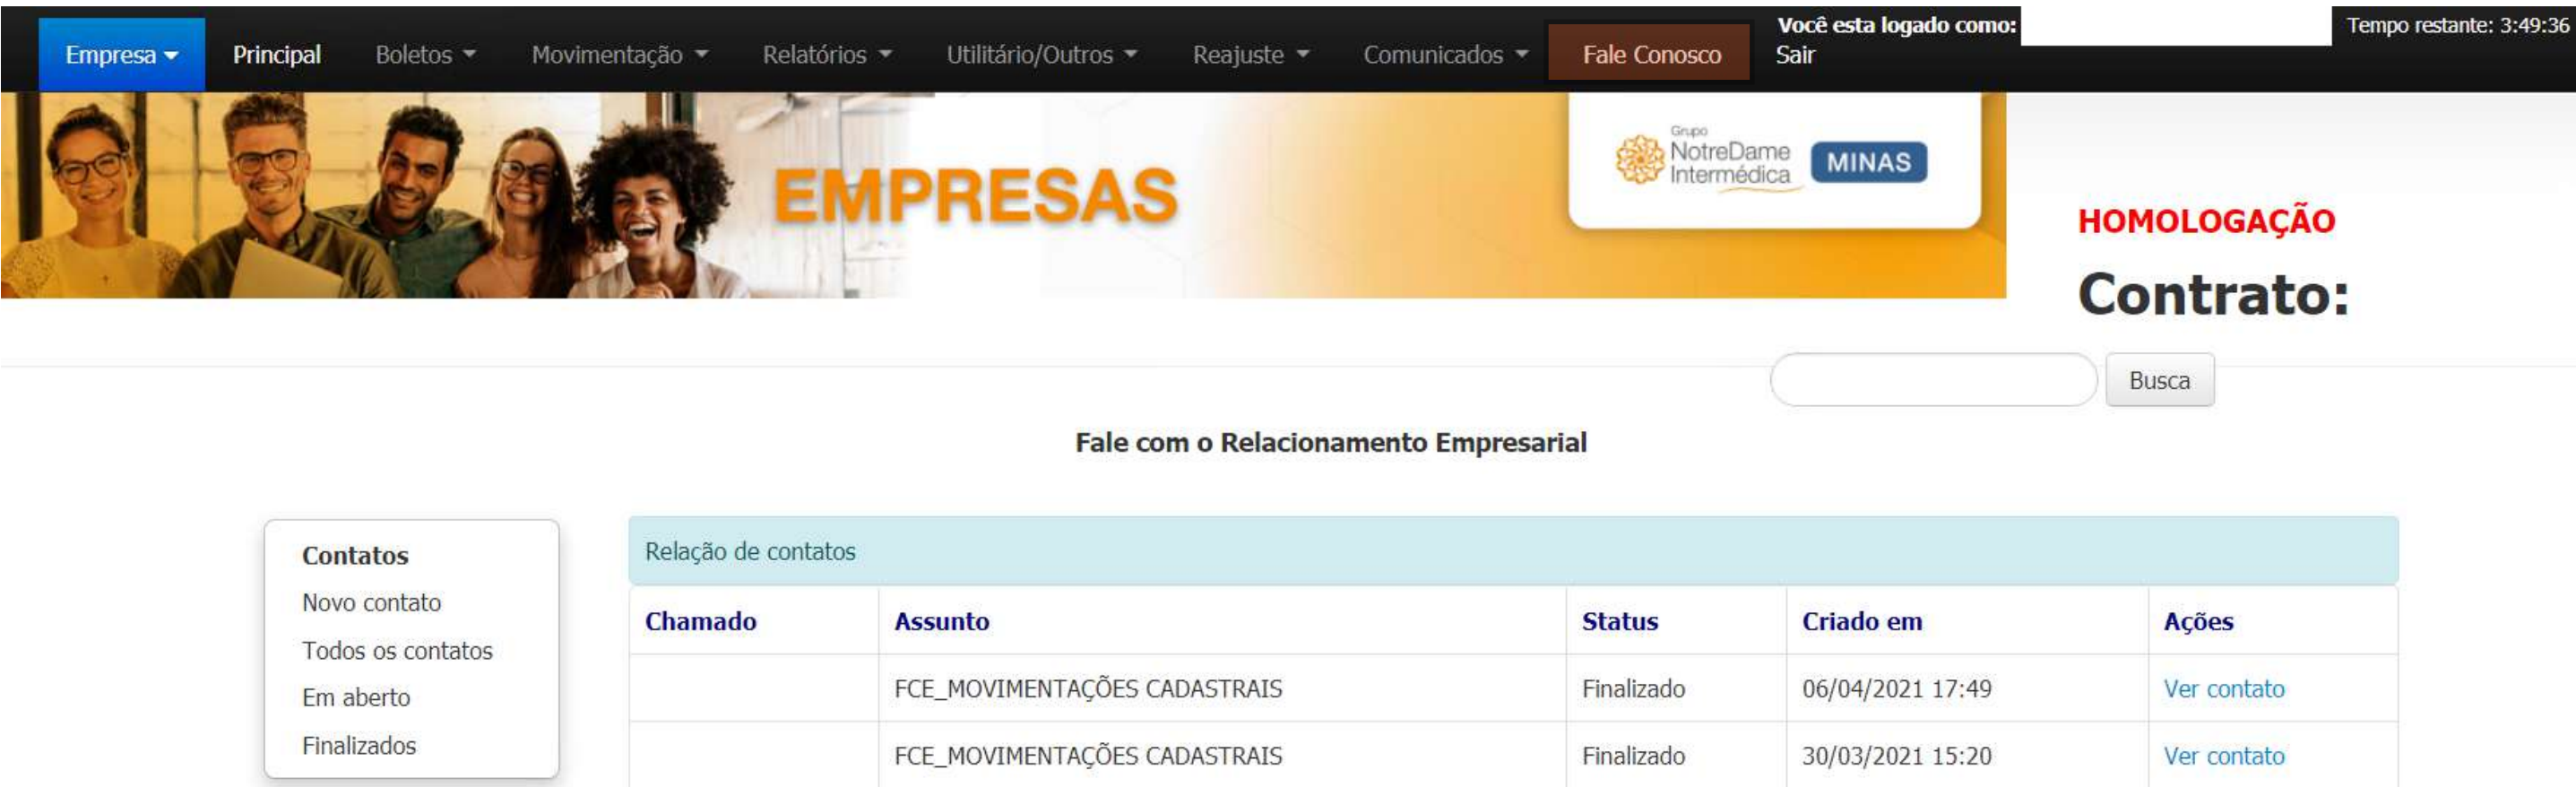 Empresa Principal Boletos Movimentação Relatórios Utilitário/Outros Reajuste Comunicados Fale Conosco
Você esta logado como:
Sair
Tempo restante: 3:49:36
EMPRESAS
Grupo
NotreDame
Intermédica
MINAS
HOMOLOGAÇÃO
Contrato:
Busca
Fale com o Relacionamento Empresarial
Contatos
Novo contato
Todos os contatos
Em aberto
Finalizados
Relação de contatos
Chamado Assunto Status Criado em Ações
FCE_MOVIMENTAÇÕES CADASTRAIS Finalizado 06/04/2021 17:49 Ver contato
FCE_MOVIMENTAÇÕES CADASTRAIS Finalizado 30/03/2021 15:20 Ver contato